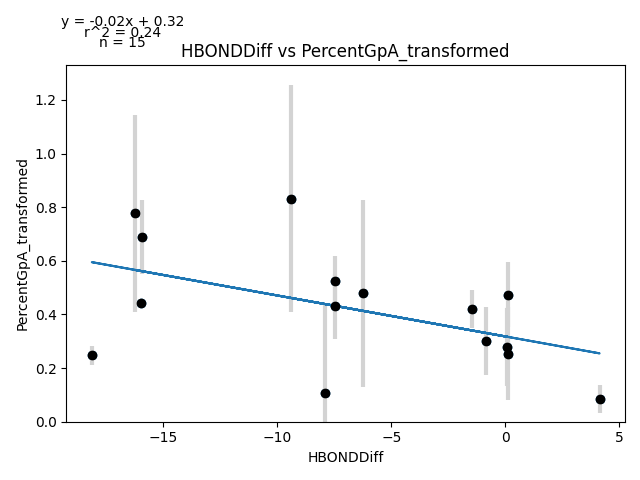 y = -0.02x + 0.32
r^2 = 0.24
n = 15
HBONDDiff vs PercentGpA_transformed
PercentGpA_transformed
1.2
1.0
0.8
0.6
0.4
0.2
0.0
−15
−10
−5
0
5
HBONDDiff